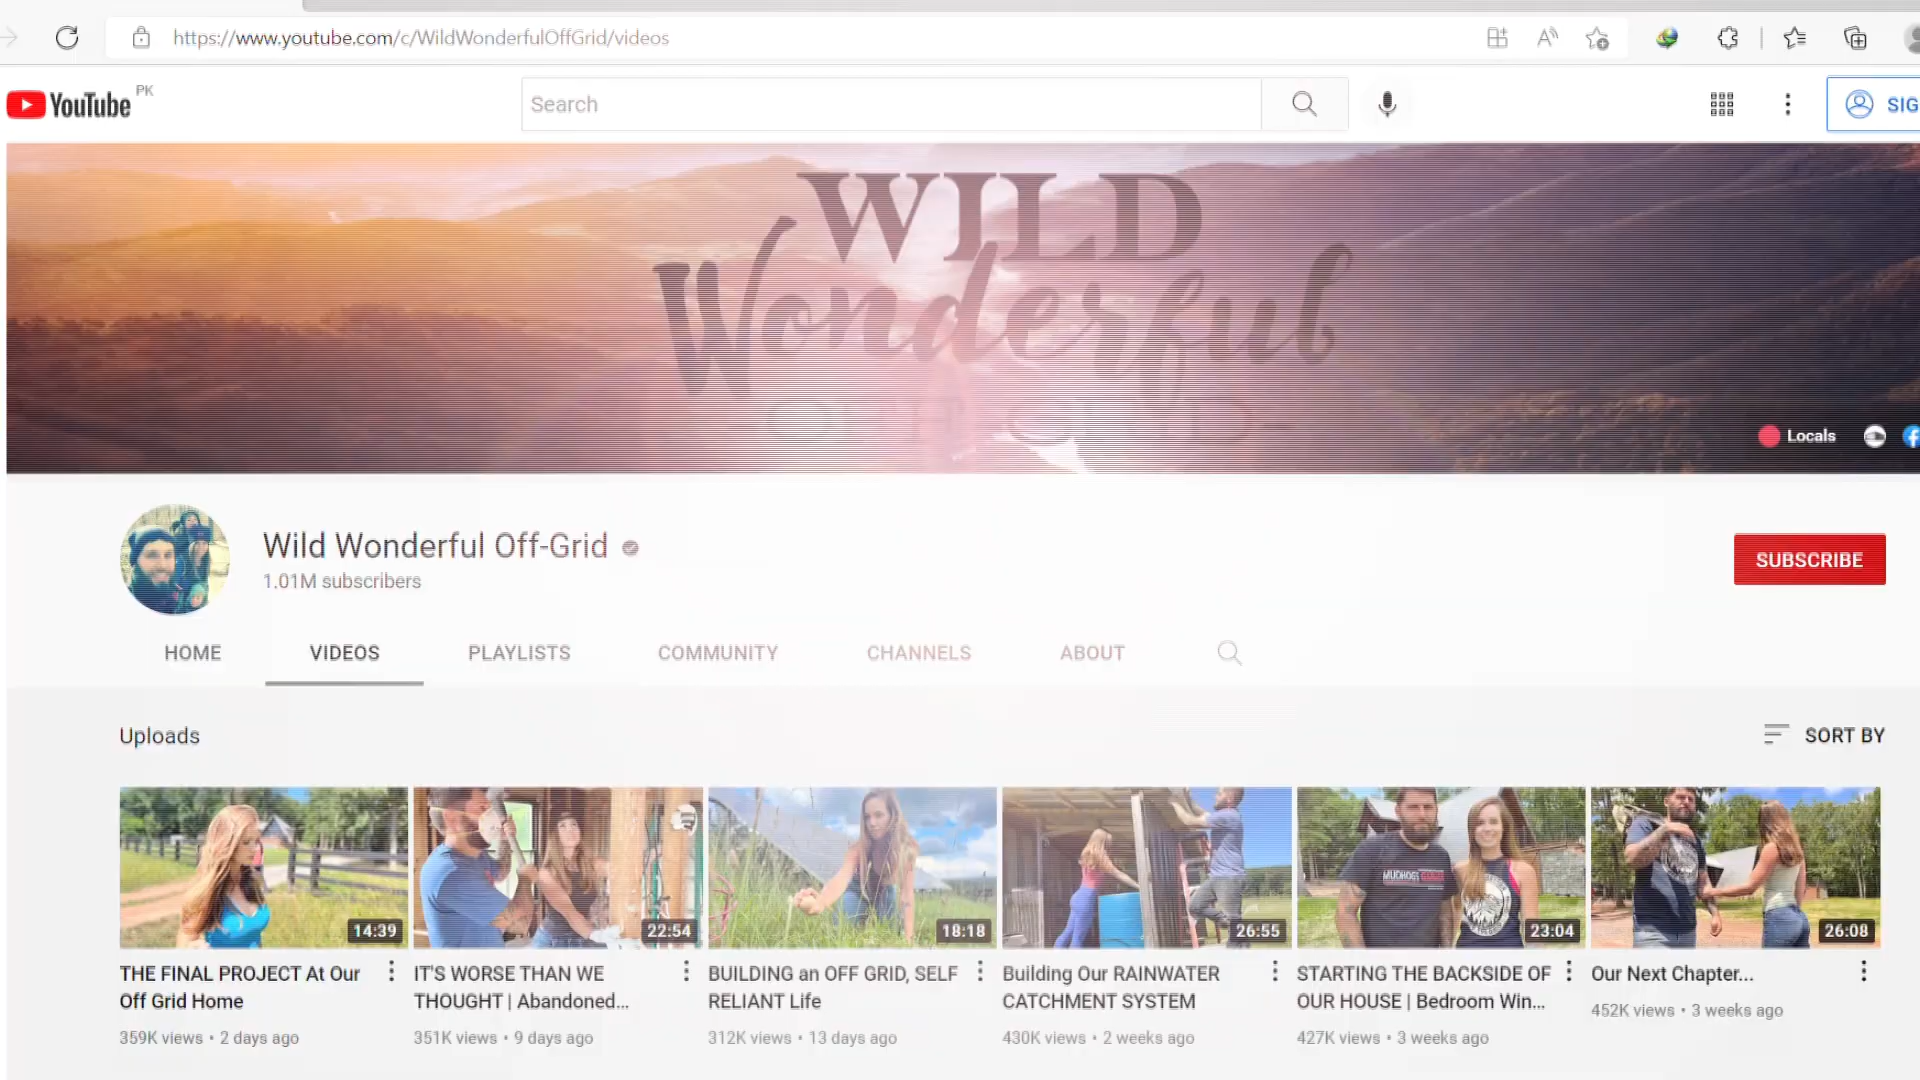 https://www.youtube.com/c/WildWonderfulOffGrid/videos
YouTube PK
Search
SIG
WILD
Wonderful
Locals
Wild Wonderful Off-Grid
1.01M subscribers
SUBSCRIBE
HOME VIDEOS PLAYLISTS COMMUNITY CHANNELS ABOUT
Uploads
SORT BY
14:39 22:54 18:18 26:55 23:04 26:08
THE FINAL PROJECT At Our
Off Grid Home
359K views • 2 days ago
IT'S WORSE THAN WE
THOUGHT | Abandoned...
351K views • 9 days ago
BUILDING an OFF GRID, SELF
RELIANT Life
312K views • 13 days ago
Building Our RAINWATER
CATCHMENT SYSTEM
430K views • 2 weeks ago
STARTING THE BACKSIDE OF
OUR HOUSE | Bedroom Win...
427K views • 3 weeks ago
Our Next Chapter...
452K views • 3 weeks ago